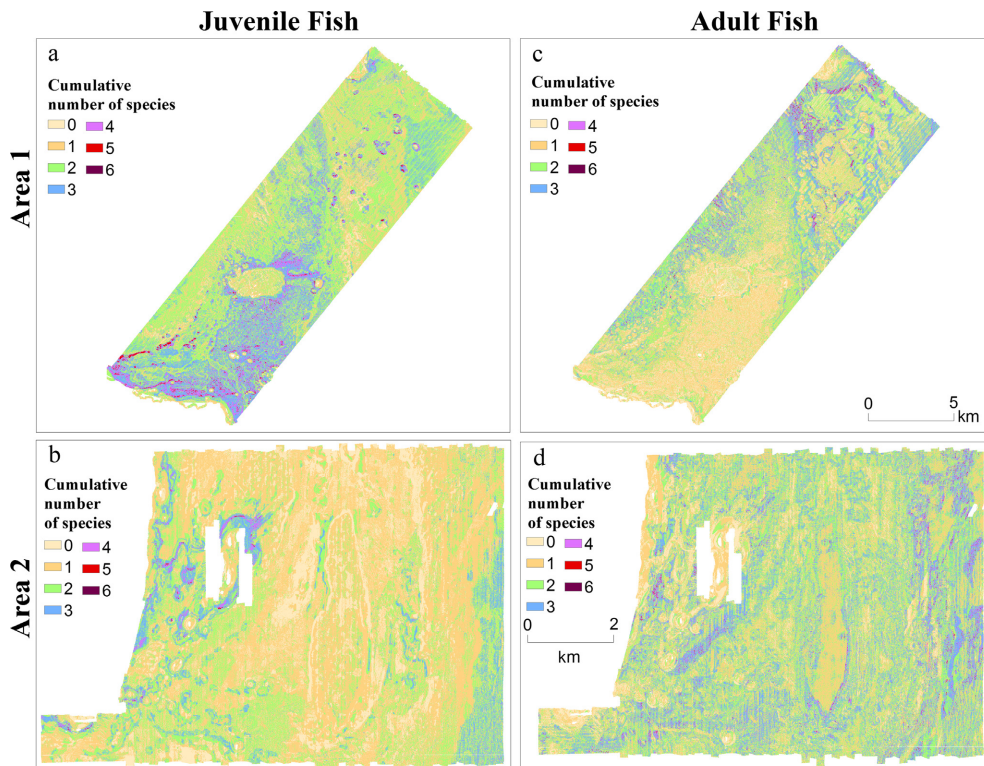 Juvenile Fish
Adult Fish
Area 1
a
Cumulative
number of species
0 4
1 5
2 6
3
c
Cumulative
number of species
0 4
1 5
2 6
3
0 5
km
Area 2
b
Cumulative
number
of species
0 4
1 5
2 6
3
d
Cumulative
number
of species
0 4
1 5
2 6
3
0 2
km